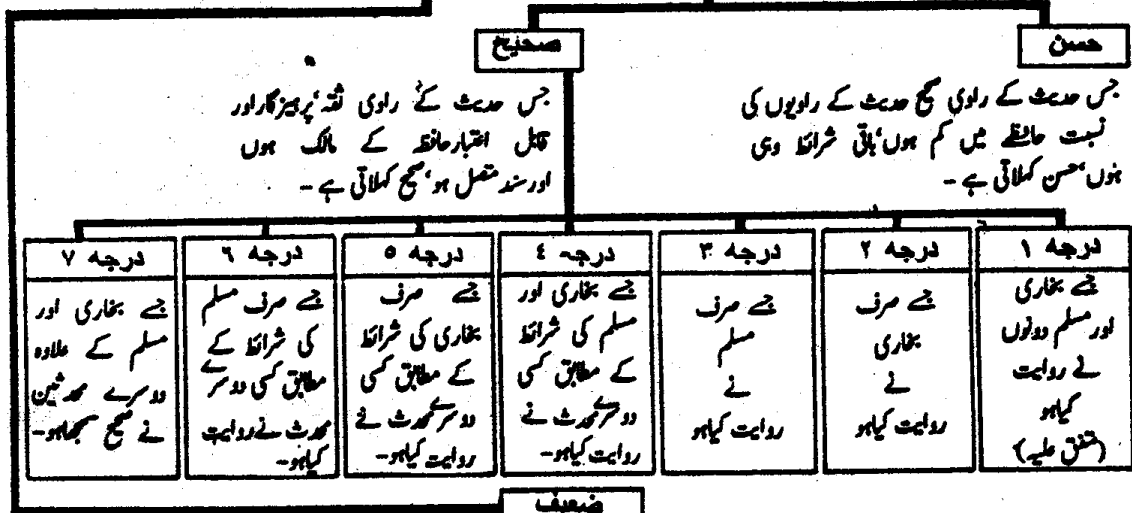 حسن
جس حدیث کے راوی صحیح حدیث کے راویوں کی
نسبت حافظے میں کم ہوں، باقی شرائط وہی
ہوں، حسن کہلاتی ہے -
صحیح
جس حدیث کے راوی ثقہ، پرہیزگار اور
قابل اعتبار حافظہ کے مالک ہوں
اور سند متصل ہو، صحیح کہلاتی ہے -
درجہ ۱
جسے بخاری
اور مسلم دونوں
نے روایت
کیا ہو
(متفق علیہ)
درجہ ۲
جسے صرف
بخاری
نے
روایت کیا ہو
درجہ ۳
جسے صرف
مسلم
نے
روایت کیا ہو
درجہ ٤
جسے بخاری اور
مسلم کی شرائط
کے مطابق کسی
دوسرے محدث نے
روایت کیا ہو-
درجہ ٥
جسے صرف
بخاری کی شرائط
کے مطابق کسی
دوسرے محدث نے
روایت کیا ہو-
درجہ ٦
جسے صرف مسلم
کی شرائط کے
مطابق کسی دوسرے
محدث نے روایت
کیا ہو-
درجہ ۷
جسے بخاری اور
مسلم کے علاوہ
دوسرے محدثین
نے صحیح سمجھا ہو-
ضعیف